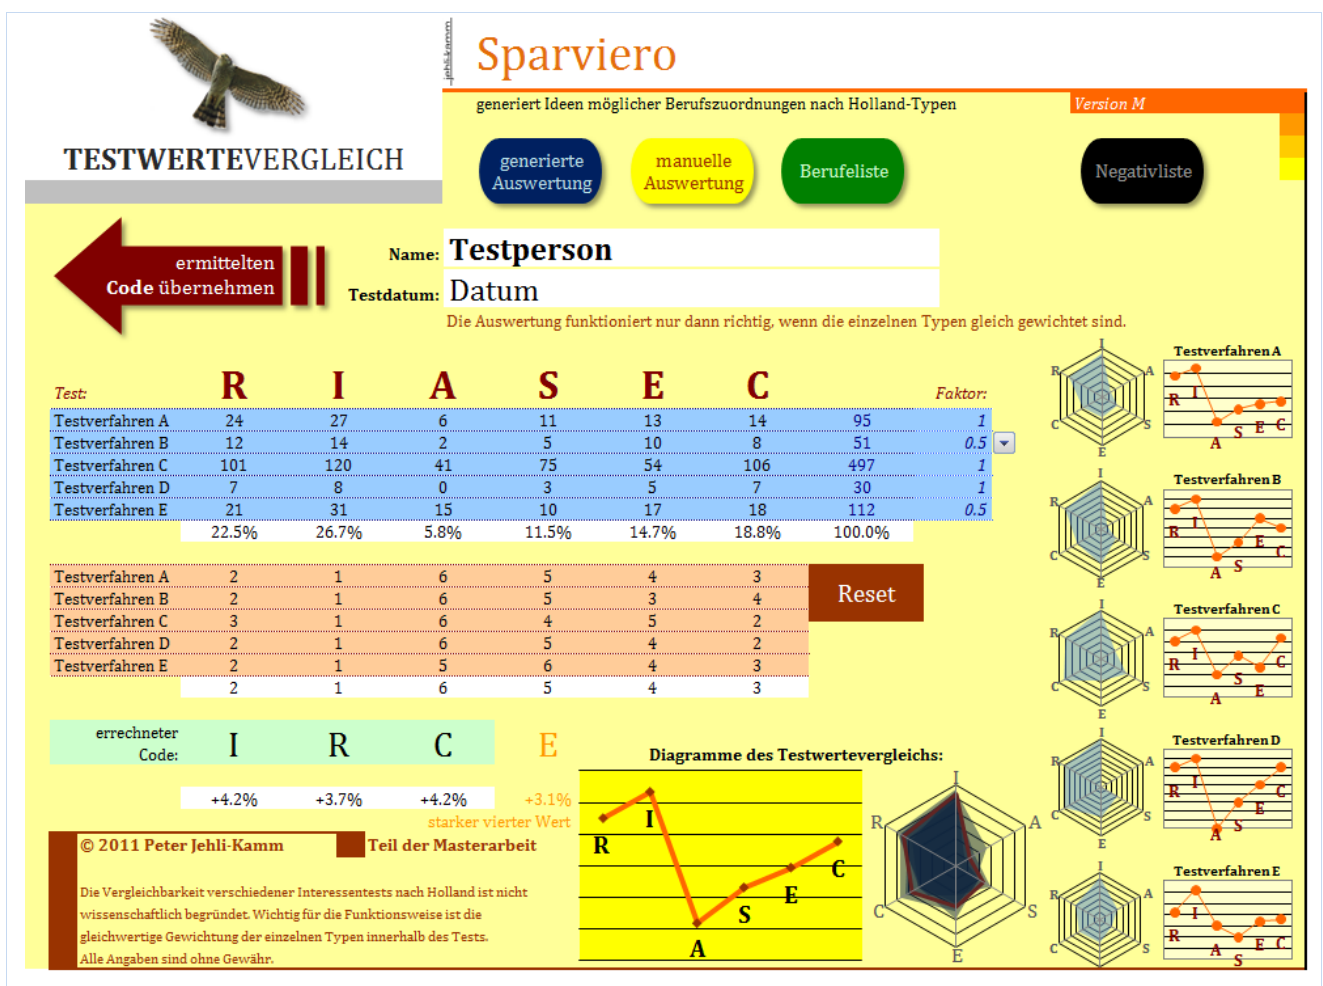 jehli-kamm
Sparviero
generiert Ideen möglicher Berufszuordnungen nach Holland-Typen
Version M
TESTWERTEVERGLEICH
generierte
Auswertung
manuelle
Auswertung
Berufeliste
Negativliste
ermittelten
Code übernehmen
Name: Testperson
Testdatum: Datum
Die Auswertung funktioniert nur dann richtig, wenn die einzelnen Typen gleich gewichtet sind.
Test: R I A S E C Faktor:
Testverfahren A 24 27 6 11 13 14 95 1
Testverfahren B 12 14 2 5 10 8 51 0.5
Testverfahren C 101 120 41 75 54 106 497 1
Testverfahren D 7 8 0 3 5 7 30 1
Testverfahren E 21 31 15 10 17 18 112 0.5
22.5% 26.7% 5.8% 11.5% 14.7% 18.8% 100.0%
Testverfahren A 2 1 6 5 4 3
Testverfahren B 2 1 6 5 3 4
Testverfahren C 3 1 6 4 5 2
Testverfahren D 2 1 6 5 4 2
Testverfahren E 2 1 5 6 4 3
2 1 6 5 4 3
Reset
errechneter
Code: I R C E
+4.2% +3.7% +4.2% +3.1%
starker vierter Wert
© 2011 Peter Jehli-Kamm Teil der Masterarbeit
Die Vergleichbarkeit verschiedener Interessentests nach Holland ist nicht
wissenschaftlich begründet. Wichtig für die Funktionsweise ist die
gleichwertige Gewichtung der einzelnen Typen innerhalb des Tests.
Alle Angaben sind ohne Gewähr.
Diagramme des Testwertevergleichs:
R I A S E C
I A S E C R
Testverfahren A
I A S E C R
R I A S E C
Testverfahren B
I A S E C R
R I A S E C
Testverfahren C
I A S E C R
R I A S E C
Testverfahren D
I A S E C R
R I A S E C
Testverfahren E
I A S C R
R I A S E C